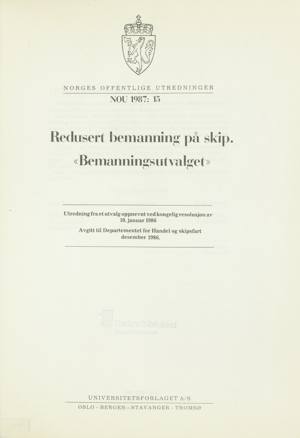 NORGES OFFENTLIGE UTREDNINGER
NOU 1987: 15
Redusert bemanning på skip.
«Bemanningsutvalget»
Utredning fra et utvalg oppnevnt ved kongelig resolusjon av
10. januar 1986
Avgitt til Departementet for Handel og skipsfart
desember 1986.
UNIVERSITETSFORLAGET A/S
OSLO - BERGEN - STAVANGER - TROMSØ